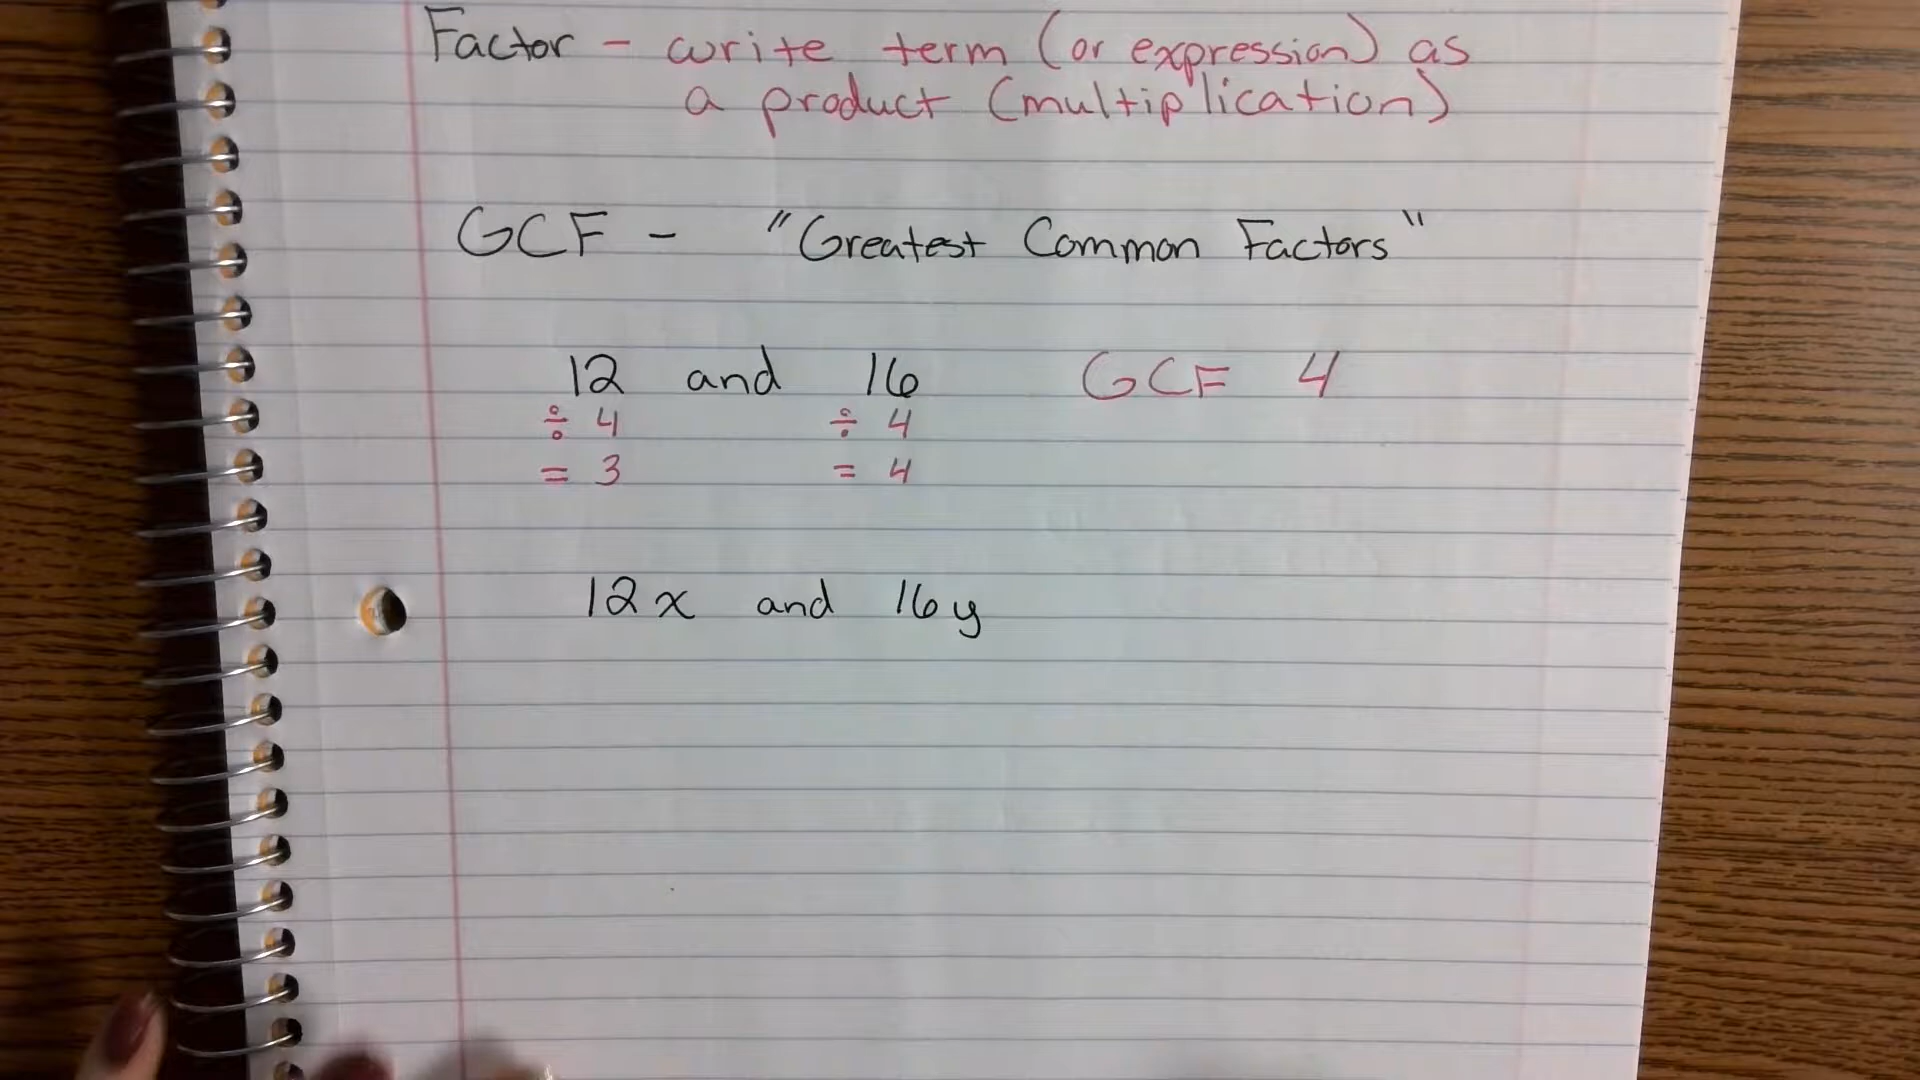 Factor - write term (or expression) as
a product (multiplication)
GCF - "Greatest Common Factors"
12 and 16 GCF 4
÷ 4 ÷ 4
= 3 = 4
12x and 16y